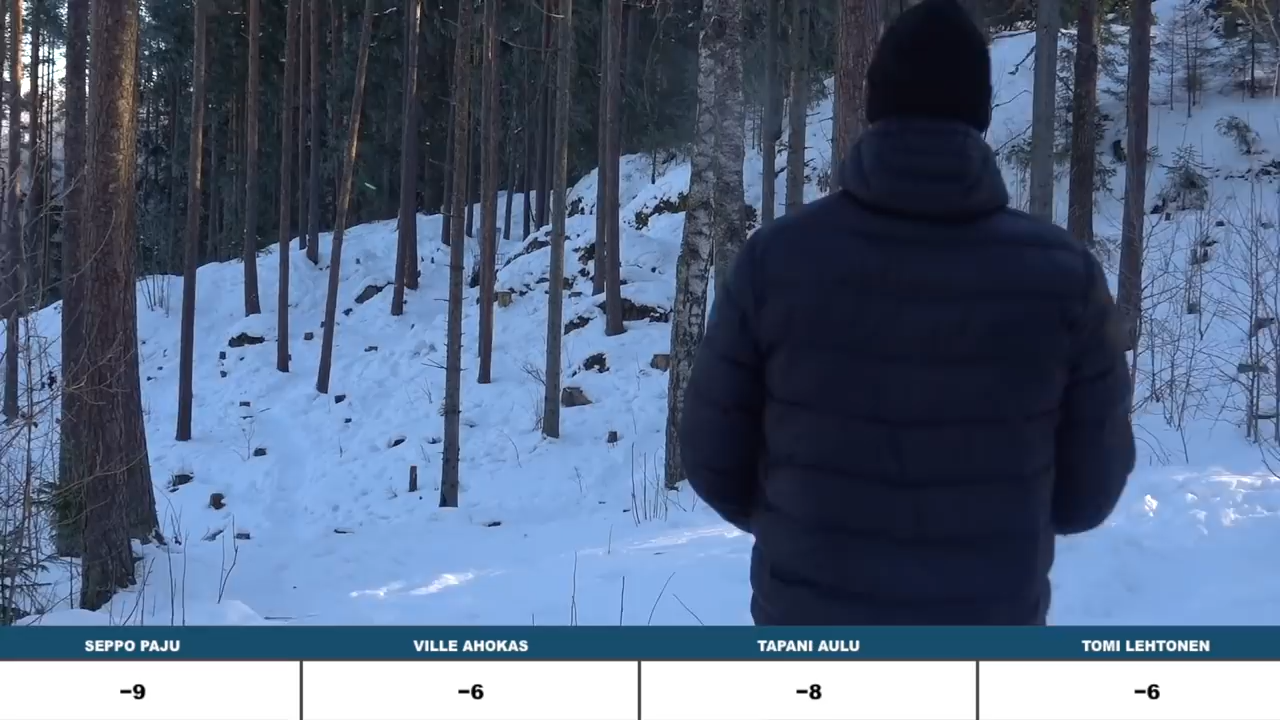 SEPPO PAJU VILLE AHOKAS TAPANI AULU TOMI LEHTONEN
−9 −6 −8 −6